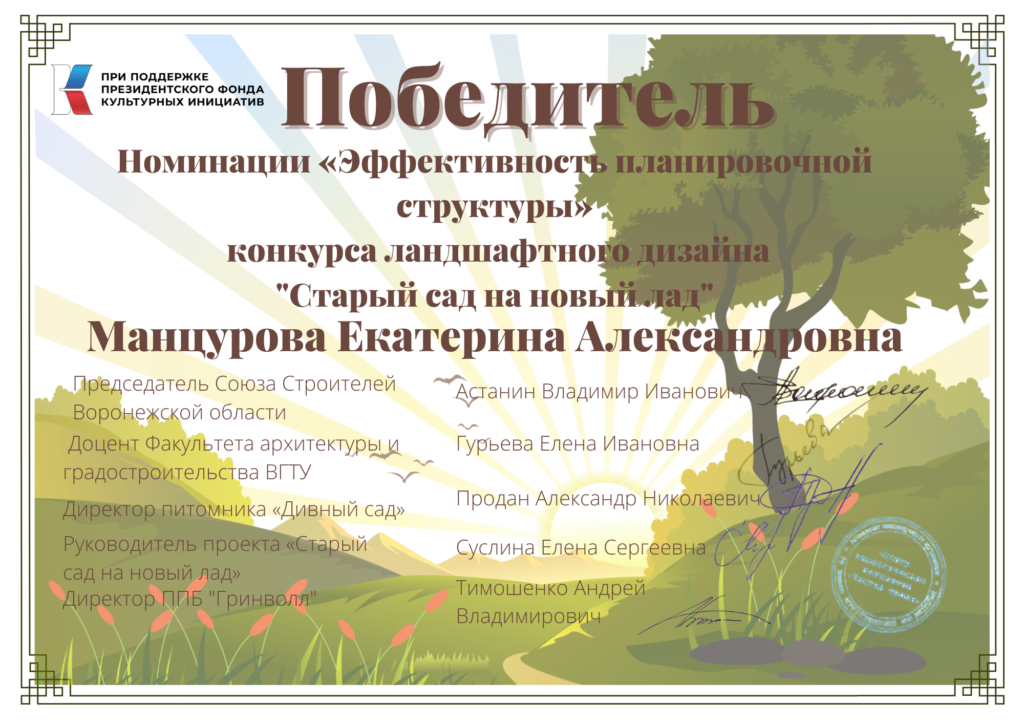 ПРИ ПОДДЕРЖКЕ
ПРЕЗИДЕНТСКОГО ФОНДА
КУЛЬТУРНЫХ ИНИЦИАТИВ
Победитель
Номинации «Эффективность планировочной
структуры»
конкурса ландшафтного дизайна
"Старый сад на новый лад"
Манцурова Екатерина Александровна
Председатель Союза Строителей
Воронежской области
Астанин Владимир Иванович
Доцент Факультета архитектуры и
градостроительства ВГТУ
Гурьева Елена Ивановна
Директор питомника «Дивный сад»
Продан Александр Николаевич
Руководитель проекта «Старый
сад на новый лад»
Суслина Елена Сергеевна
Директор ППБ "Гринволл"
Тимошенко Андрей
Владимирович
Гурьева